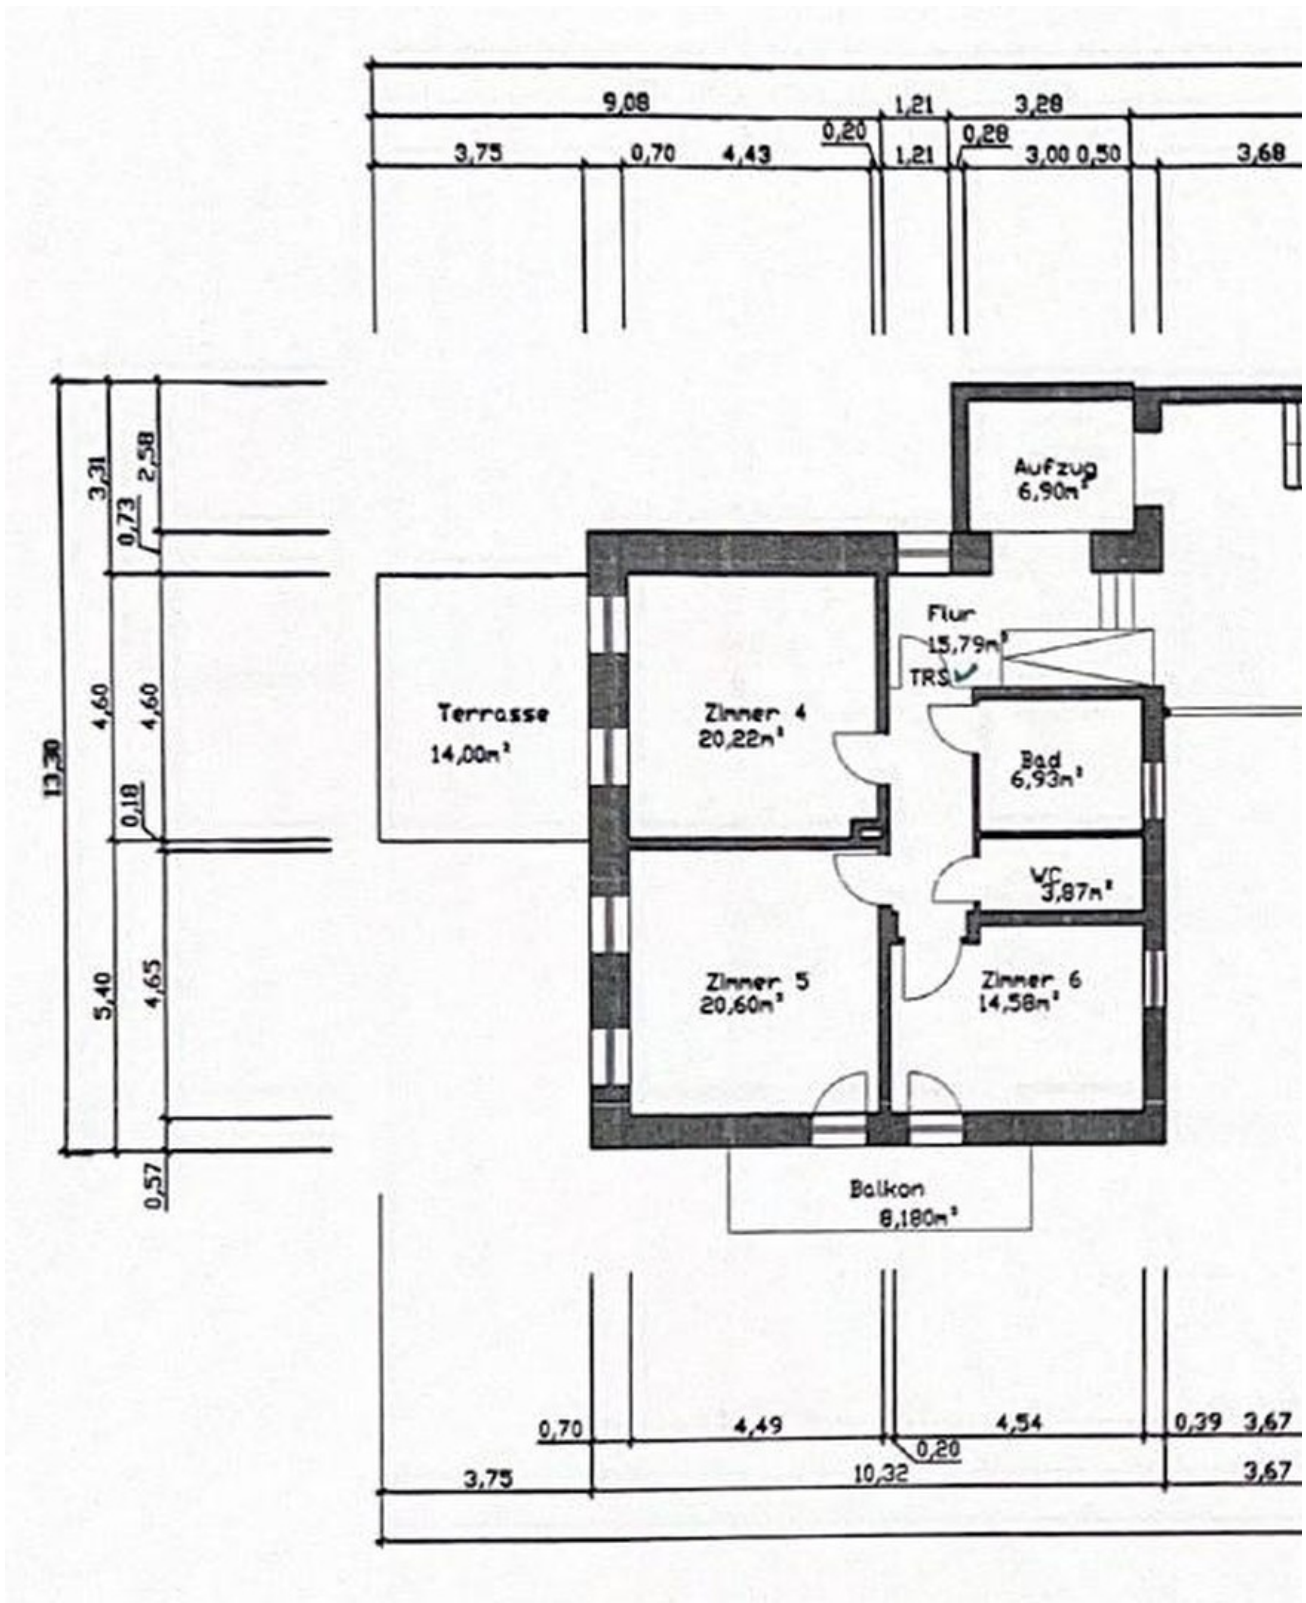 9,08
1,21
3,28
0,20
0,28
3,75
0,70
4,43
1,21
3,00
0,50
3,68
3,31
2,58
0,73
Aufzug
6,90m²
Flur
15,79m²
TRS
4,60
4,60
Terrasse
14,00m²
Zimmer 4
20,22m²
Bad
6,93m²
13,30
0,18
WC
3,87m²
5,40
4,65
Zimmer 5
20,60m²
Zimmer 6
14,58m²
0,57
Balkon
8,180m²
0,70
4,49
4,54
0,39
3,67
0,20
3,75
10,32
3,67